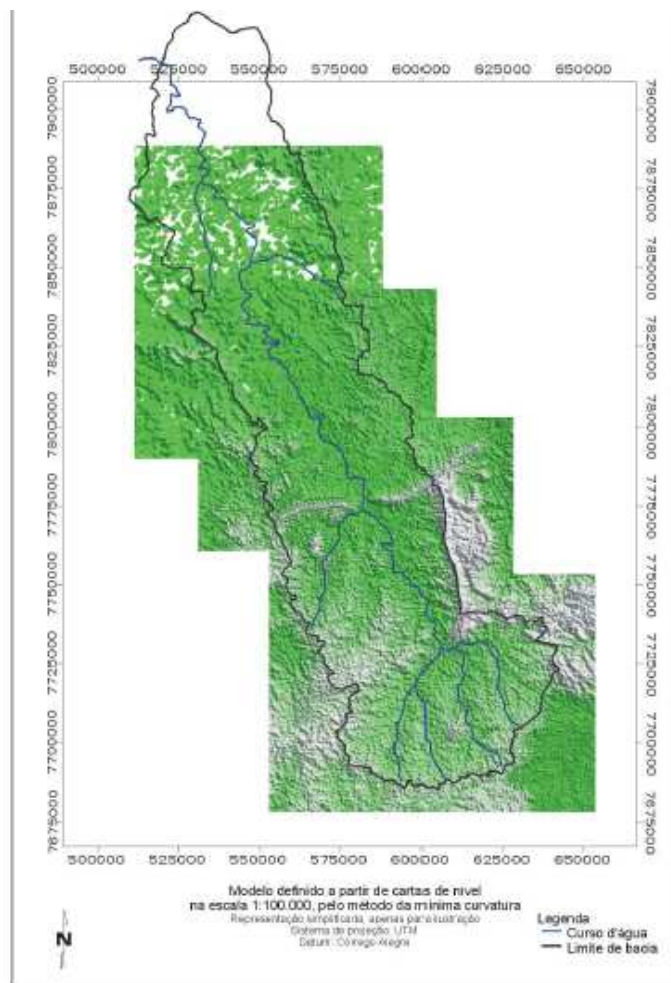 500000 525000 550000 575000 600000 625000 650000
7900000 7900000
7875000 7875000
7850000 7850000
7825000 7825000
7800000 7800000
7775000 7775000
7750000 7750000
7725000 7725000
7700000 7700000
7675000 7675000
500000 525000 550000 575000 600000 625000 650000
Modelo definido a partir de cartas de nível
na escala 1:100.000, pelo método da mínima curvatura
Representação simplificada, apenas para ilustração
Sistema de projeção: UTM
Datum: Córrego Alegre
N
Legenda
Curso d'água
Limite de bacia